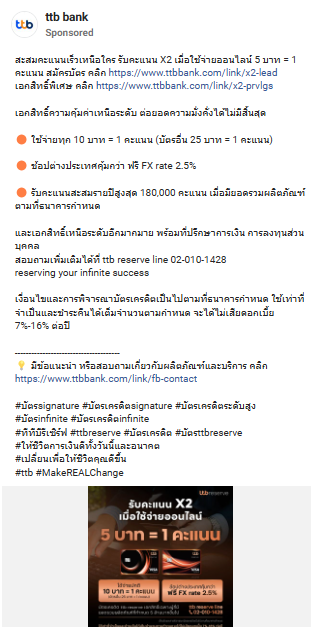 ttb bank
Sponsored
ttb
สะสมคะแนนเร็วเหนือใคร รับคะแนน X2 เมื่อใช้จ่ายออนไลน์ 5 บาท = 1
คะแนน สมัครบัตร คลิก https://www.ttbbank.com/link/x2-lead
เอกสิทธิ์พิเศษ คลิก https://www.ttbbank.com/link/x2-prvlgs
เอกสิทธิ์ความคุ้มค่าเหนือระดับ ต่อยอดความมั่งคั่งได้ไม่มีสิ้นสุด
ใช้จ่ายทุก 10 บาท = 1 คะแนน (บัตรอื่น 25 บาท = 1 คะแนน)
ช้อปต่างประเทศคุ้มกว่า ฟรี FX rate 2.5%
รับคะแนนสะสมรายปีสูงสุด 180,000 คะแนน เมื่อมียอดรวมผลิตภัณฑ์
ตามที่ธนาคารกำหนด
และเอกสิทธิ์เหนือระดับอีกมากมาย พร้อมที่ปรึกษาการเงิน การลงทุนส่วน
บุคคล
สอบถามเพิ่มเติมได้ที่ ttb reserve line 02-010-1428
reserving your infinite success
เงื่อนไขและการพิจารณาบัตรเครดิตเป็นไปตามที่ธนาคารกำหนด ใช้เท่าที่
จำเป็นและชำระคืนได้เต็มจำนวนตามกำหนด จะได้ไม่เสียดอกเบี้ย
7%-16% ต่อปี
--------------------------------------
มีข้อแนะนำ หรือสอบถามเกี่ยวกับผลิตภัณฑ์และบริการ คลิก
https://www.ttbbank.com/link/fb-contact
#บัตรsignature #บัตรเครดิตsignature #บัตรเครดิตระดับสูง
#บัตรinfinite #บัตรเครดิตinfinite
#ทีทีบีรีเซิร์ฟ #ttbreserve #บัตรเครดิต #บัตรttbreserve
#ให้ชีวิตการเงินดีทั้งวันนี้และอนาคต
#เปลี่ยนเพื่อให้ชีวิตคุณดีขึ้น
#ttb #MakeREALChange
ttb reserve
รับคะแนน X2
เมื่อใช้จ่ายออนไลน์
5 บาท = 1 คะแนน
10 บาท = 1 คะแนน
ฟรี FX rate 2.5%
02-010-1428